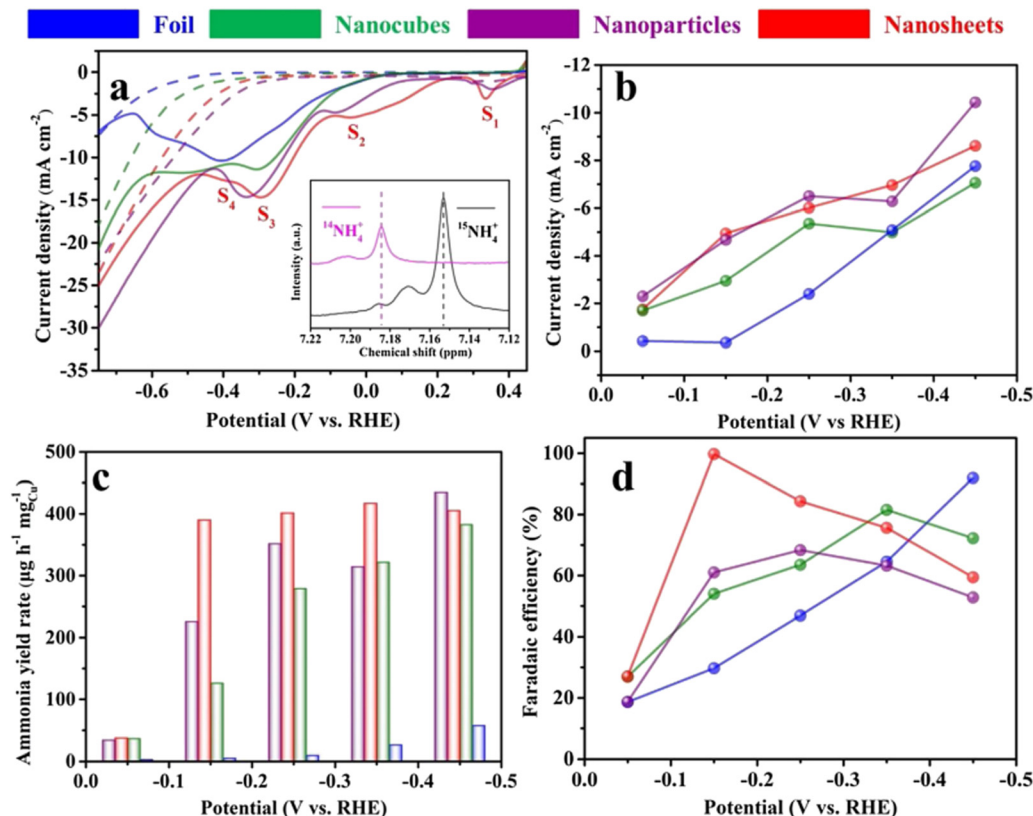 Foil Nanocubes Nanoparticles Nanosheets
a
Current density (mA cm⁻²)
0
-5
-10
-15
-20
-25
-30
-35
S₁
S₂
S₃
S₄
-0.6 -0.4 -0.2 0.0 0.2 0.4
Potential (V vs. RHE)
¹⁴NH₄⁺ ¹⁵NH₄⁺
Intensity (a.u.)
7.22 7.20 7.18 7.16 7.14 7.12
Chemical shift (ppm)
b
Current density (mA cm⁻²)
-12
-10
-8
-6
-4
-2
0
0.0 -0.1 -0.2 -0.3 -0.4 -0.5
Potential (V vs RHE)
c
Ammonia yield rate (μg h⁻¹ mg⁻¹Cu)
500
400
300
200
100
0
0.0 -0.1 -0.2 -0.3 -0.4 -0.5
Potential (V vs. RHE)
d
Faradaic efficiency (%)
100
80
60
40
20
0
0.0 -0.1 -0.2 -0.3 -0.4 -0.5
Potential (V vs. RHE)